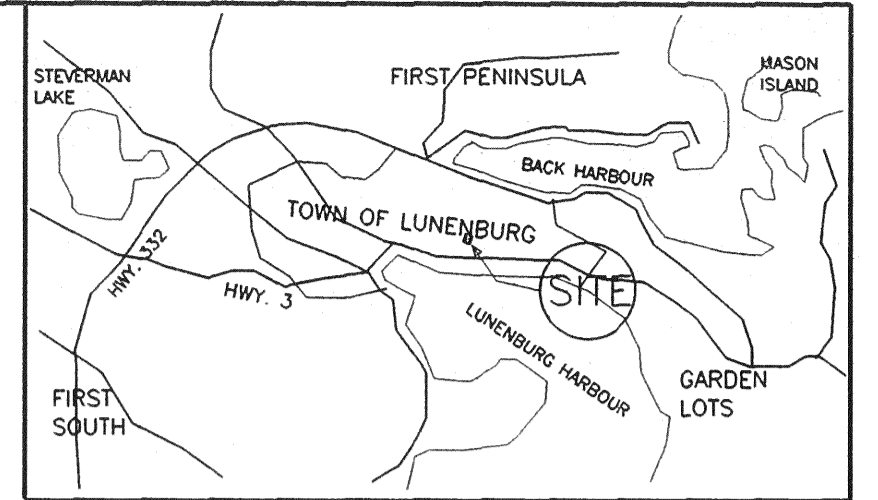 STEVERMAN
LAKE
FIRST PENINSULA
MASON
ISLAND
BACK HARBOUR
TOWN OF LUNENBURG
HWY. 332
HWY. 3
SITE
LUNENBURG HARBOUR
GARDEN
LOTS
FIRST
SOUTH